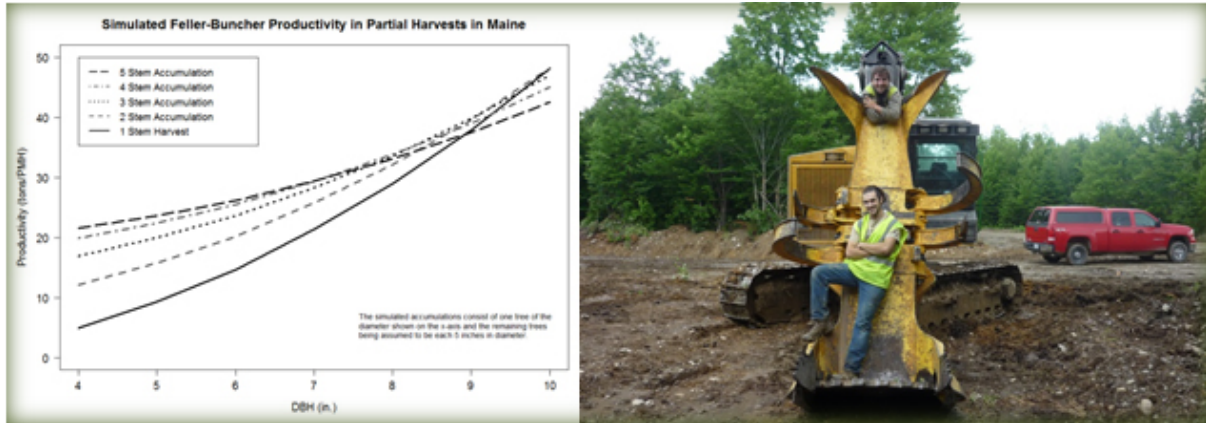 Simulated Feller-Buncher Productivity in Partial Harvests in Maine
50
40
30
20
10
0
Productivity (tons/PMH)
5 Stem Accumulation
4 Stem Accumulation
3 Stem Accumulation
2 Stem Accumulation
1 Stem Harvest
The simulated accumulations consist of one tree of the
diameter shown on the x-axis and the remaining trees
being assumed to be each 5 inches in diameter.
4 5 6 7 8 9 10
DBH (in.)